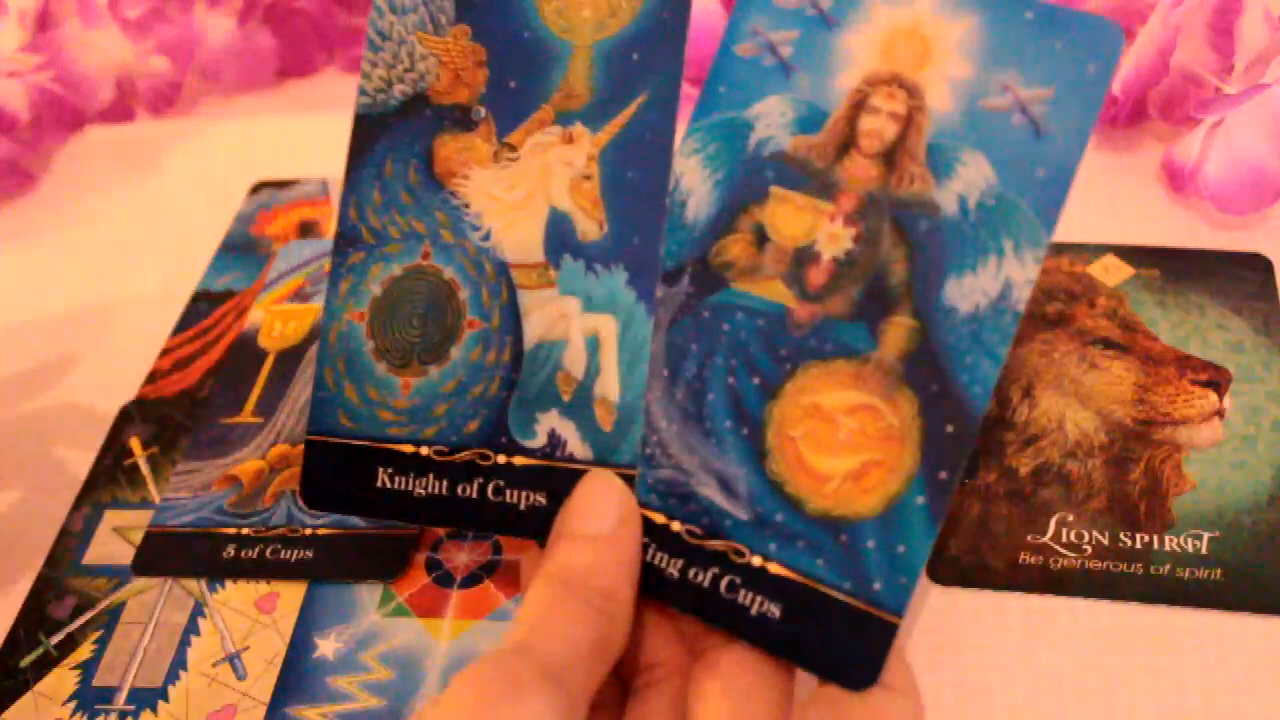 Knight of Cups
King of Cups
5 of Cups
LION SPIRIT
Be generous of spirit